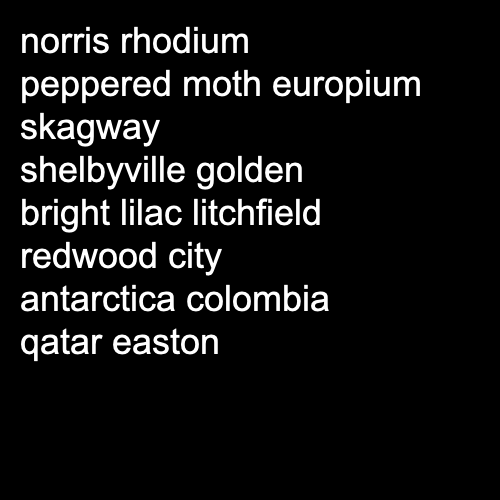 norris rhodium
peppered moth europium
skagway
shelbyville golden
bright lilac litchfield
redwood city
antarctica colombia
qatar easton